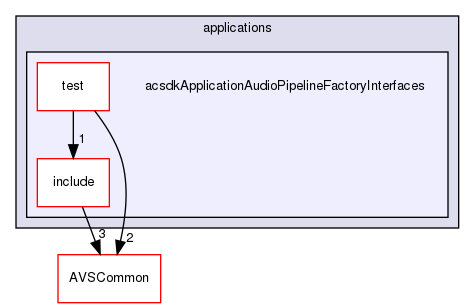 applications
test
acsdkApplicationAudioPipelineFactoryInterfaces
1
include
3
2
AVSCommon